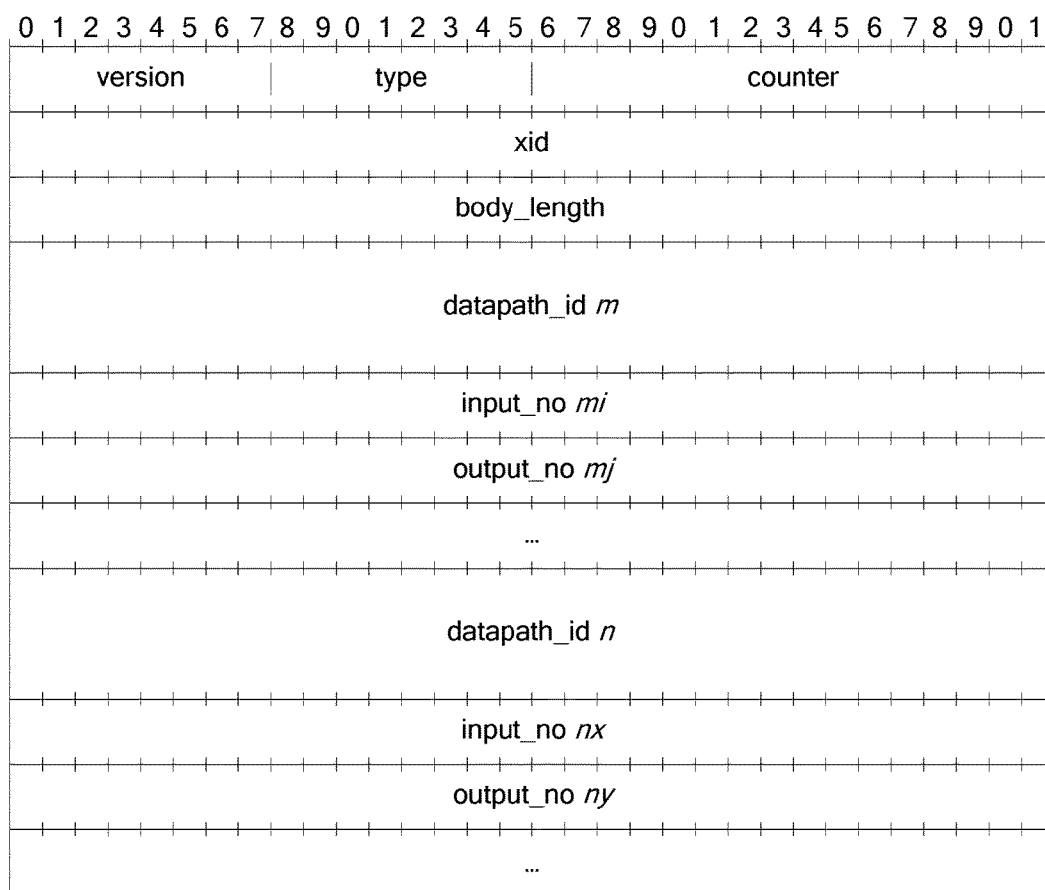 0 1 2 3 4 5 6 7 8 9 0 1 2 3 4 5 6 7 8 9 0 1 2 3 4 5 6 7 8 9 0 1
version type counter
xid
body_length
datapath_id m
input_no mi
output_no mj
...
datapath_id n
input_no nx
output_no ny
...